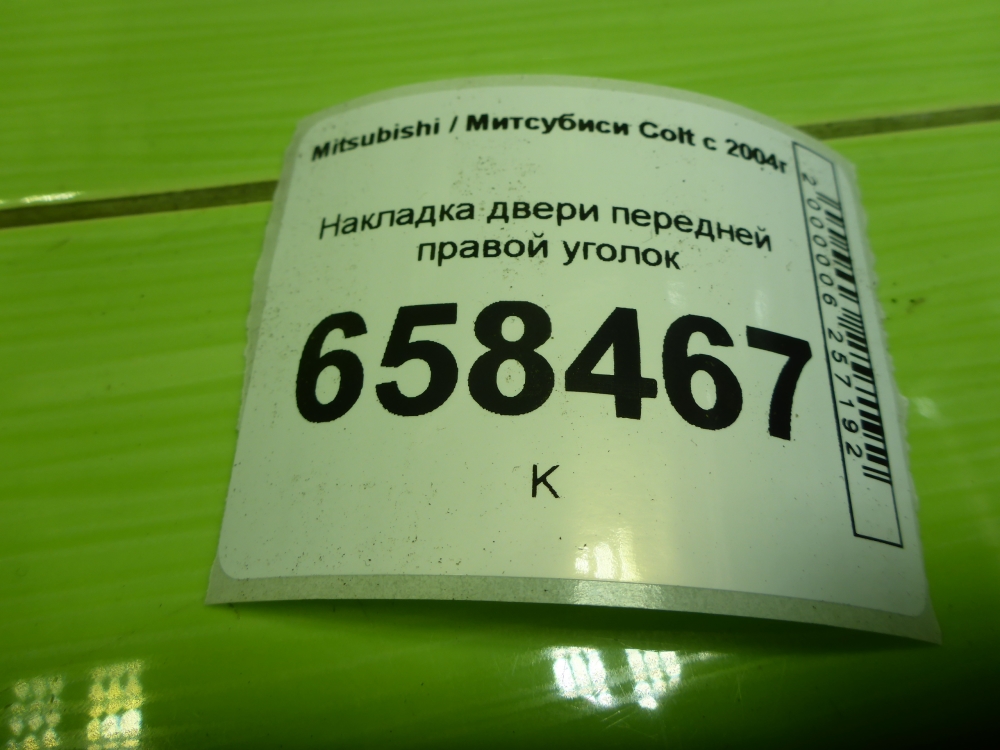 Mitsubishi / Митсубиси Colt с 2004г
Накладка двери передней
правой уголок
658467
К
2000006257192